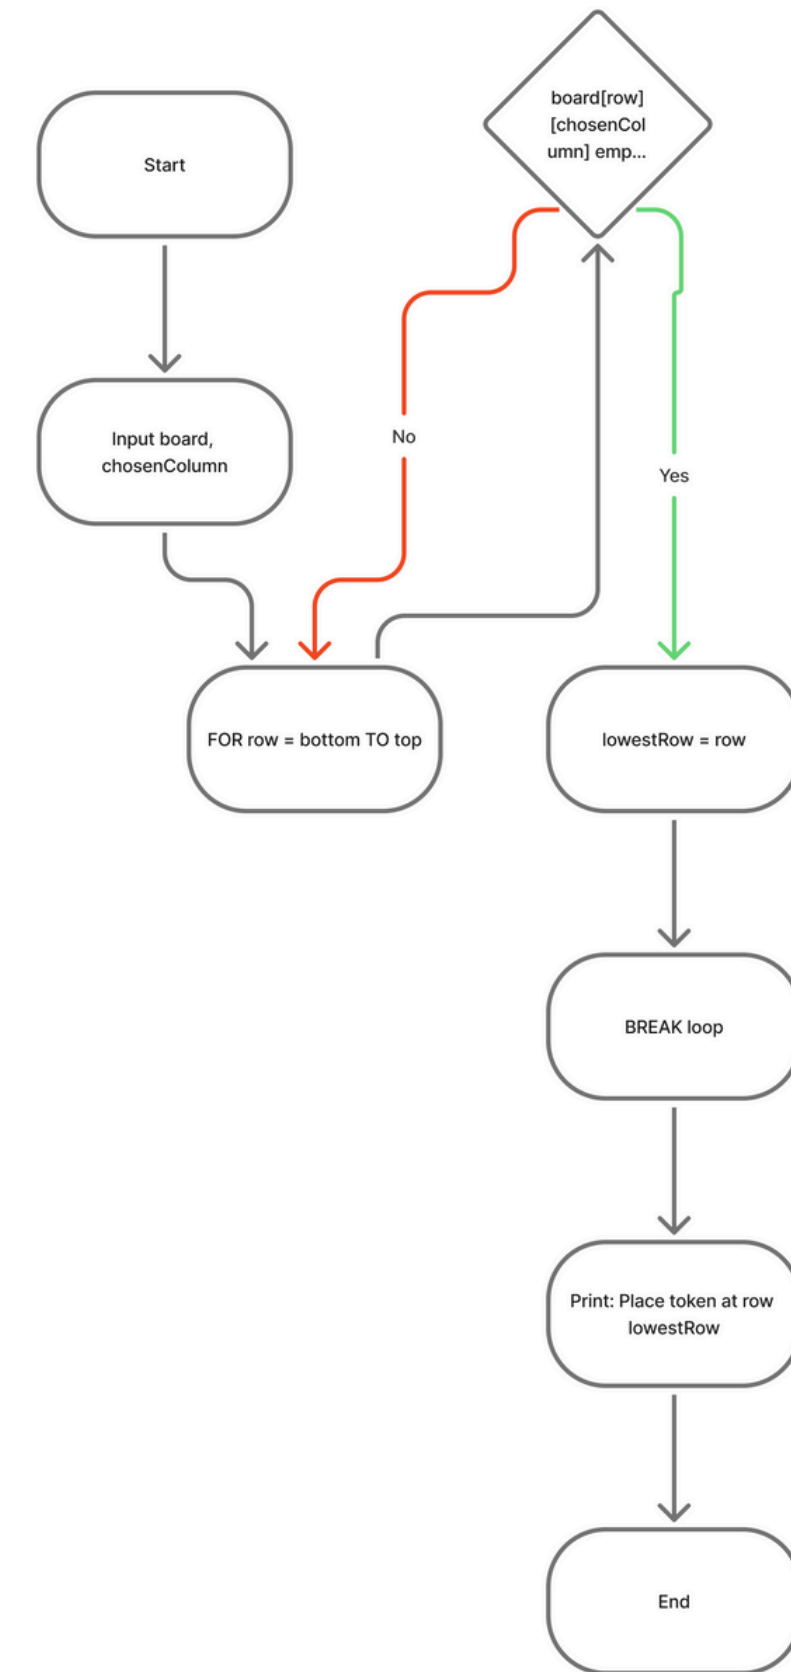 Start
Input board,
chosenColumn
FOR row = bottom TO top
board[row]
[chosenCol
umn] emp...
No
Yes
lowestRow = row
BREAK loop
Print: Place token at row
lowestRow
End